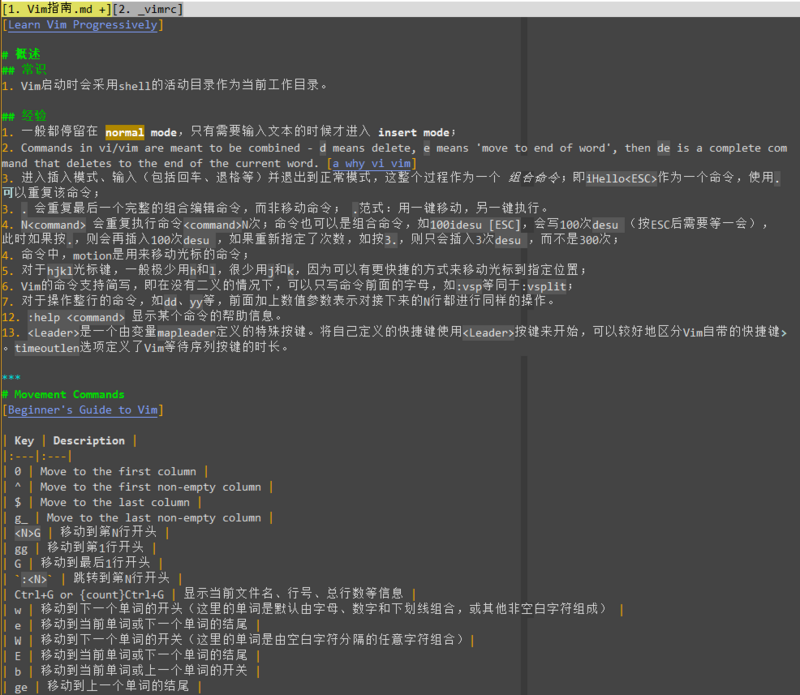 [1. Vim指南.md +][2. _vimrc]
[Learn Vim Progressively]
# 概述
## 常识
1. Vim启动时会采用shell的活动目录作为当前工作目录。
## 经验
1. 一般都停留在 normal mode，只有需要输入文本的时候才进入 insert mode；
2. Commands in vi/vim are meant to be combined - d means delete, e means 'move to end of word', then de is a complete com
mand that deletes to the end of the current word. [a why vi vim]
3. 进入插入模式、输入（包括回车、退格等）并退出到正常模式，这整个过程作为一个 组合命令；即iHello<ESC>作为一个命令，使用.
可以重复该命令；
3. . 会重复最后一个完整的组合编辑命令，而非移动命令； .范式：用一键移动，另一键执行。
4. N<command> 会重复执行命令<command>N次；命令也可以是组合命令，如100idesu [ESC]，会写100次desu （按ESC后需要等一会），
此时如果按.，则会再插入100次desu ，如果重新指定了次数，如按3.，则只会插入3次desu ，而不是300次；
4. 命令中，motion是用来移动光标的命令；
5. 对于hjkl光标键，一般极少用h和l，很少用j和k，因为可以有更快捷的方式来移动光标到指定位置；
6. Vim的命令支持简写，即在没有二义的情况下，可以只写命令前面的字母，如:vsp等同于:vsplit；
7. 对于操作整行的命令，如dd、yy等，前面加上数值参数表示对接下来的N行都进行同样的操作。
12. :help <command> 显示某个命令的帮助信息。
13. <Leader>是一个由变量mapleader定义的特殊按键。将自己定义的快捷键使用<Leader>按键来开始，可以较好地区分Vim自带的快捷键>
。timeoutlen选项定义了Vim等待序列按键的时长。
***
# Movement Commands
[Beginner's Guide to Vim]
| Key | Description |
|:---|:---|
| 0 | Move to the first column |
| ^ | Move to the first non-empty column |
| $ | Move to the last column |
| g_ | Move to the last non-empty column |
| <N>G | 移动到第N行开头 |
| gg | 移动到第1行开头 |
| G | 移动到最后1行开头 |
| `:<N>` | 跳转到第N行开头 |
| Ctrl+G or {count}Ctrl+G | 显示当前文件名、行号、总行数等信息 |
| w | 移动到下一个单词的开头（这里的单词是默认由字母、数字和下划线组合，或其他非空白字符组成） |
| e | 移动到当前单词或下一个单词的结尾 |
| W | 移动到下一个单词的开关（这里的单词是由空白字符分隔的任意字符组合）|
| E | 移动到当前单词或下一个单词的结尾 |
| b | 移动到当前单词或上一个单词的开关 |
| ge | 移动到上一个单词的结尾 |